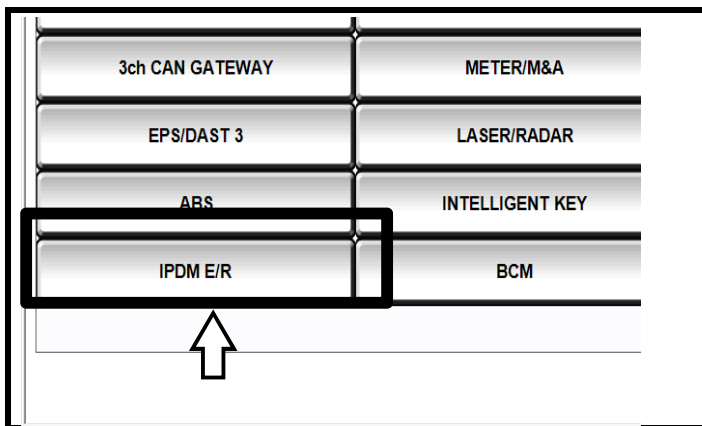 3ch CAN GATEWAY METER/M&A
EPS/DAST 3 LASER/RADAR
ABS INTELLIGENT KEY
IPDM E/R BCM